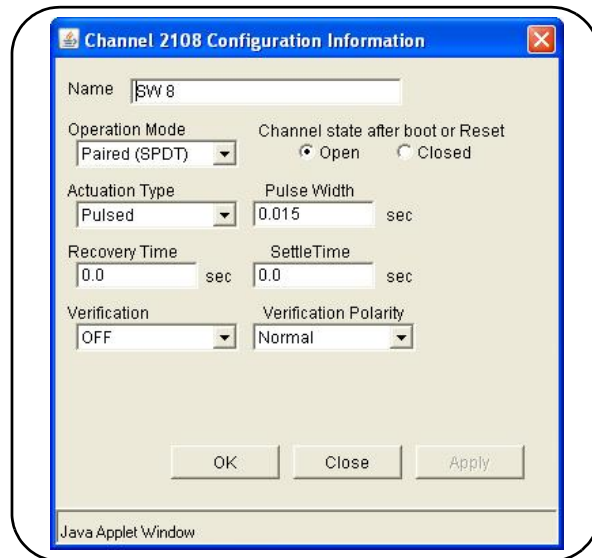 Channel 2108 Configuration Information
Name SW 8
Operation Mode Channel state after boot or Reset
Paired (SPDT) Open Closed
Actuation Type Pulse Width
Pulsed 0.015 sec
Recovery Time SettleTime
0.0 sec 0.0 sec
Verification Verification Polarity
OFF Normal
OK Close Apply
Java Applet Window